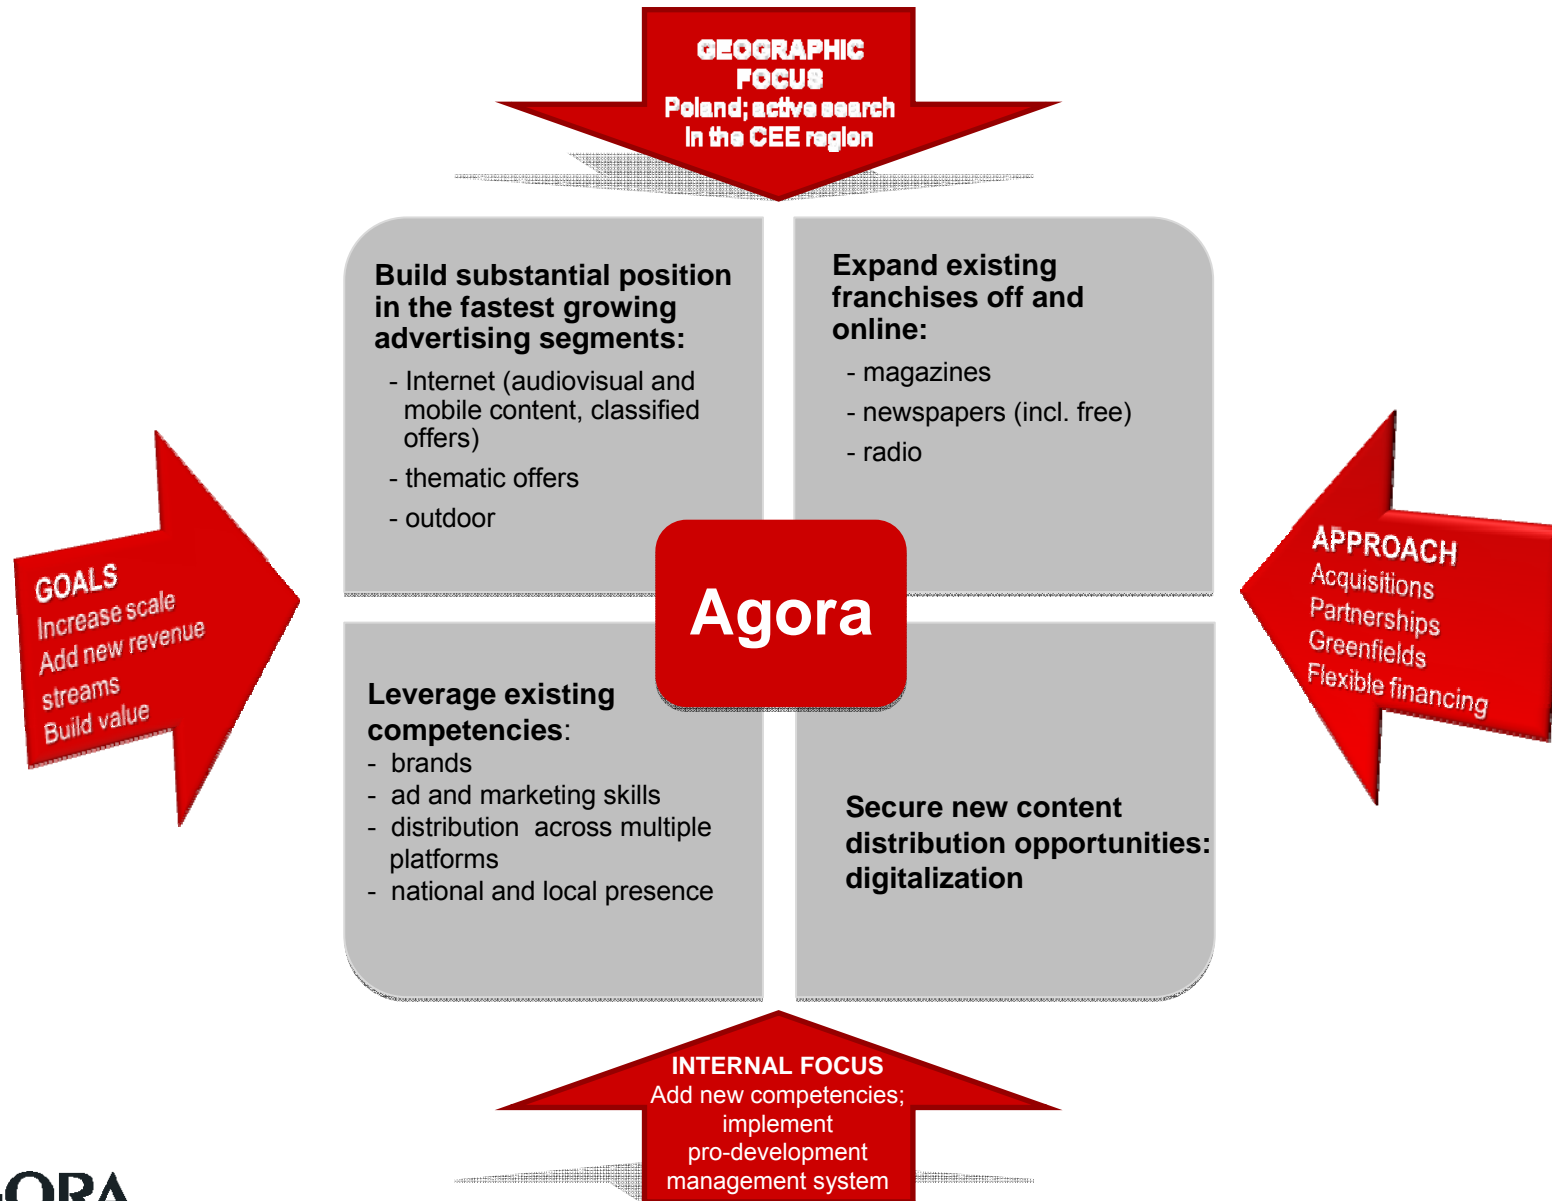 GEOGRAPHIC
FOCUS
Poland; active search
in the CEE region
Build substantial position
in the fastest growing
advertising segments:
- Internet (audiovisual and
mobile content, classified
offers)
- thematic offers
- outdoor
Expand existing
franchises off and
online:
- magazines
- newspapers (incl. free)
- radio
GOALS
Increase scale
Add new revenue
streams
Build value
Agora
APPROACH
Acquisitions
Partnerships
Greenfields
Flexible financing
Leverage existing
competencies:
- brands
- ad and marketing skills
- distribution across multiple
platforms
- national and local presence
Secure new content
distribution opportunities:
digitalization
INTERNAL FOCUS
Add new competencies;
implement
pro-development
management system